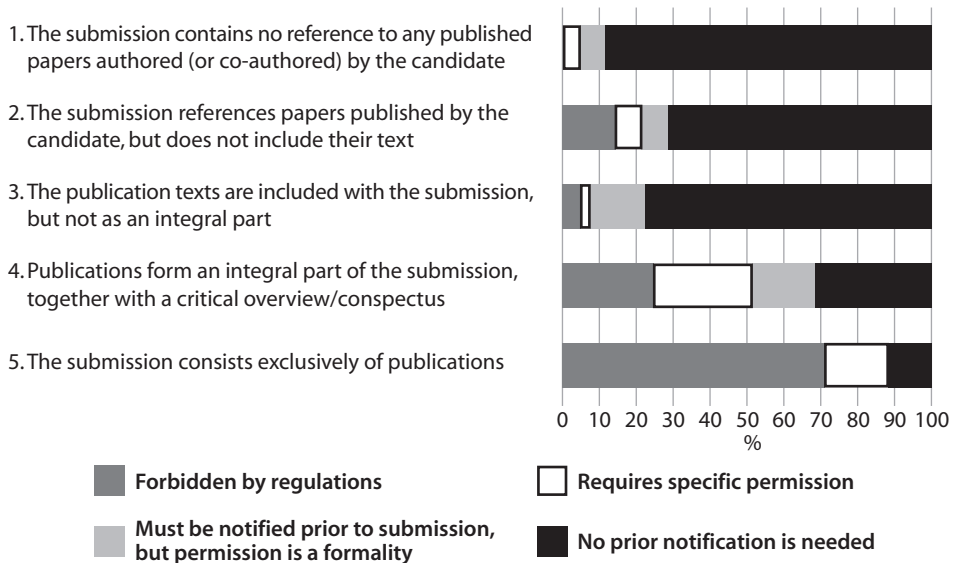 1. The submission contains no reference to any published
papers authored (or co-authored) by the candidate
2. The submission references papers published by the
candidate, but does not include their text
3. The publication texts are included with the submission,
but not as an integral part
4. Publications form an integral part of the submission,
together with a critical overview/conspectus
5. The submission consists exclusively of publications
0 10 20 30 40 50 60 70 80 90 100
%
Forbidden by regulations
Requires specific permission
Must be notified prior to submission,
but permission is a formality
No prior notification is needed